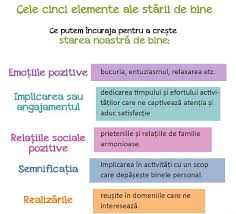 Cele cinci elemente ale stării de bine
Ce putem încuraja pentru a crește
starea noastră de bine:
Emoțiile pozitive
bucuria, entuziasmul, relaxarea etc.
Implicarea sau
angajamentul
dedicarea timpului și efortului activi-
tăților care ne captivează atenția și
aduc satisfacție
Relațiile sociale
pozitive
prieteniile și relațiile de familie
armonioase.
Semnificația
implicarea în activități cu un scop
care depășește binele personal.
Realizările
reușite în domeniile care ne
interesează.